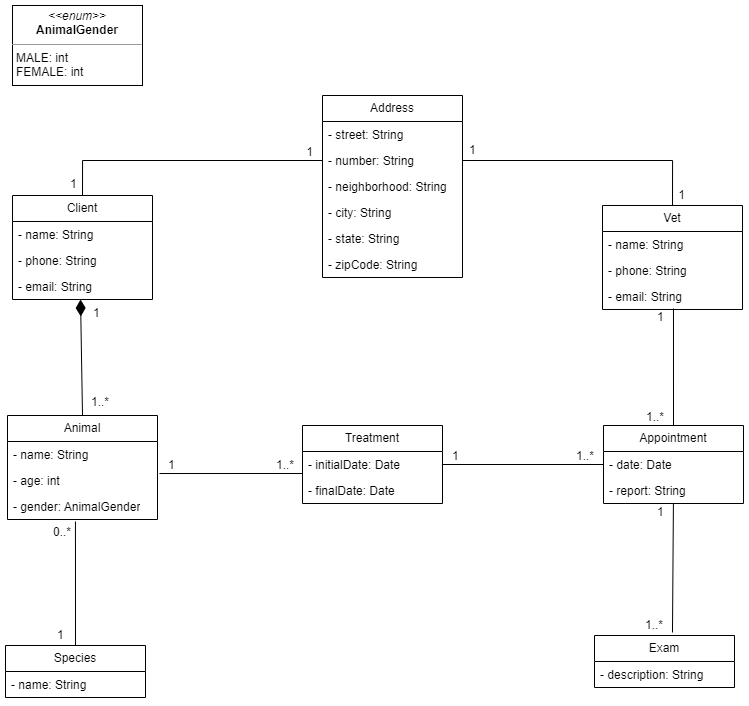 <<enum>>
AnimalGender
MALE: int
FEMALE: int
Address
- street: String
- number: String
- neighborhood: String
- city: String
- state: String
- zipCode: String
1
1
1
1
Client
- name: String
- phone: String
- email: String
Vet
- name: String
- phone: String
- email: String
1
1
1..*
1..*
Animal
- name: String
- age: int
- gender: AnimalGender
1
1..*
Treatment
- initialDate: Date
- finalDate: Date
1
1..*
Appointment
- date: Date
- report: String
0..*
1
1
1..*
Species
- name: String
Exam
- description: String